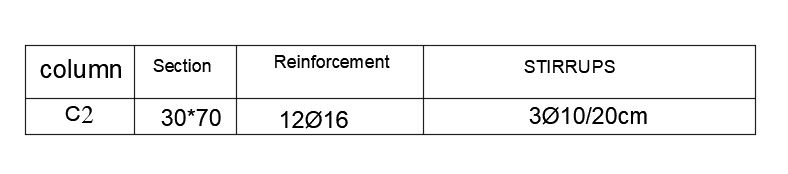 column Section Reinforcement STIRRUPS
C2 30*70 12Ø16 3Ø10/20cm